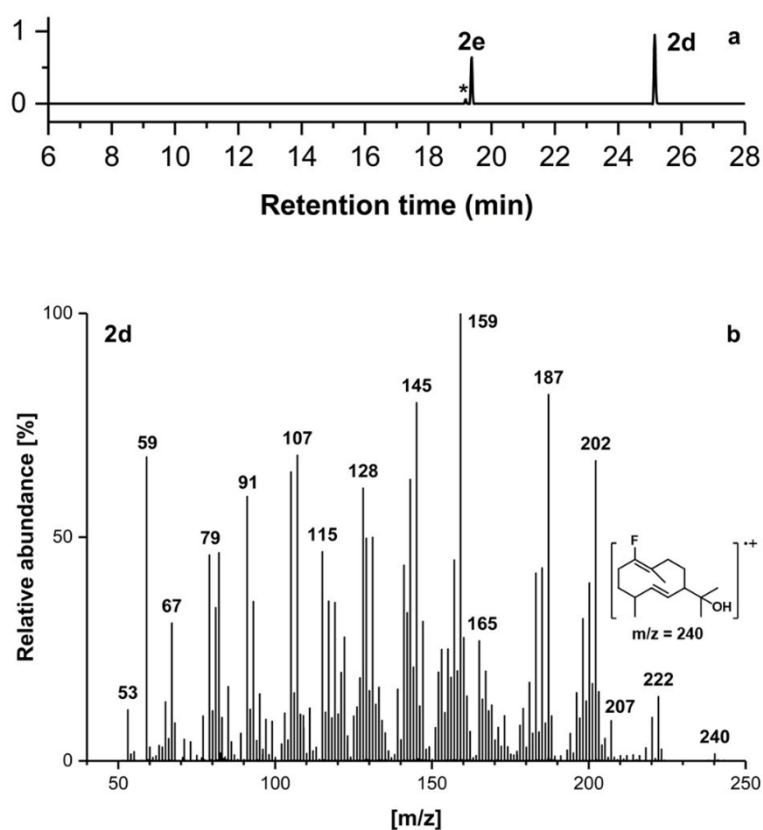 1
0
2e
*
2d
a
6 8 10 12 14 16 18 20 22 24 26 28
Retention time (min)
2d
b
Relative abundance [%]
100
50
0
53
59
67
79
91
107
115
128
145
159
165
187
202
207
222
240
F
OH
•+
m/z = 240
50 100 150 200 250
[m/z]